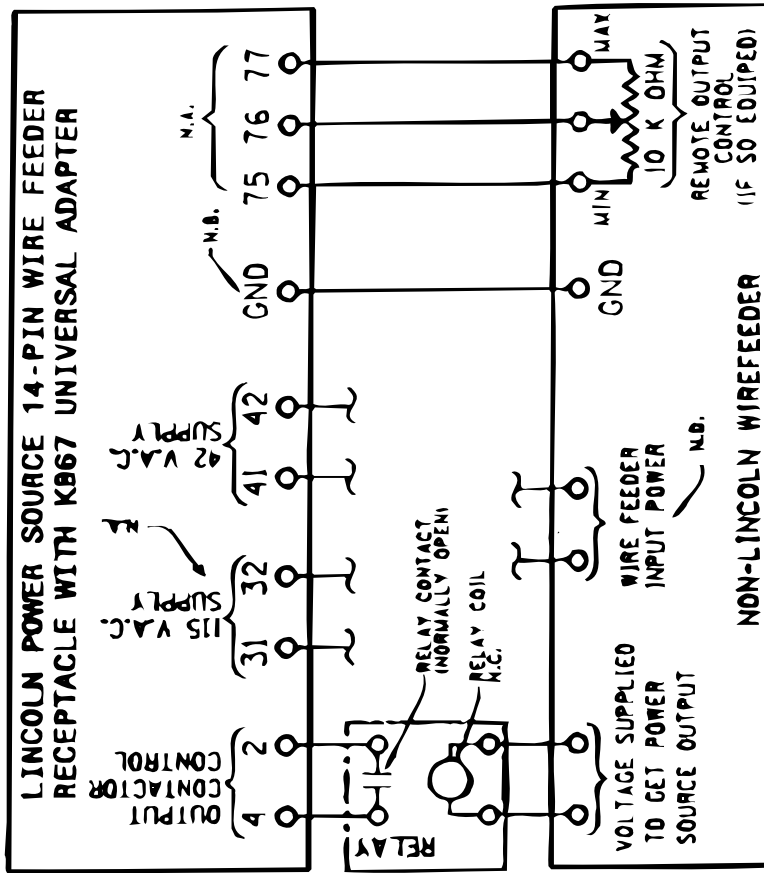 LINCOLN POWER SOURCE 14-PIN WIRE FEEDER
RECEPTACLE WITH K867 UNIVERSAL ADAPTER
OUTPUT
CONTACTOR
CONTROL
4
2
115 V.A.C.
SUPPLY
31
32
N.A.
42 V.A.C.
SUPPLY
41
42
GND
N.B.
75
76
77
N.A.
RELAY
RELAY CONTACT
(NORMALLY OPEN)
RELAY COIL
N.C.
VOLTAGE SUPPLIED
TO GET POWER
SOURCE OUTPUT
WIRE FEEDER
INPUT POWER
N.D.
GND
MIN
MAX
10 K OHM
REMOTE OUTPUT
CONTROL
(IF SO EQUIPED)
NON-LINCOLN WIREFEEDER